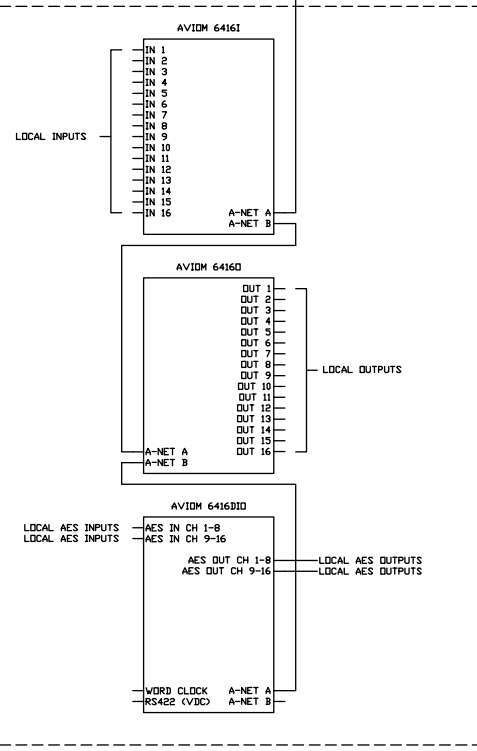 AVIOM 6416I
IN 1
IN 2
IN 3
IN 4
IN 5
IN 6
IN 7
IN 8
IN 9
IN 10
IN 11
IN 12
IN 13
IN 14
IN 15
IN 16
LOCAL INPUTS
A-NET A
A-NET B
AVIOM 6416O
OUT 1
OUT 2
OUT 3
OUT 4
OUT 5
OUT 6
OUT 7
OUT 8
OUT 9
OUT 10
OUT 11
OUT 12
OUT 13
OUT 14
OUT 15
OUT 16
LOCAL OUTPUTS
A-NET A
A-NET B
AVIOM 6416DIO
LOCAL AES INPUTS AES IN CH 1-8
LOCAL AES INPUTS AES IN CH 9-16
AES OUT CH 1-8 LOCAL AES OUTPUTS
AES OUT CH 9-16 LOCAL AES OUTPUTS
WORD CLOCK A-NET A
RS422 (VDC) A-NET B